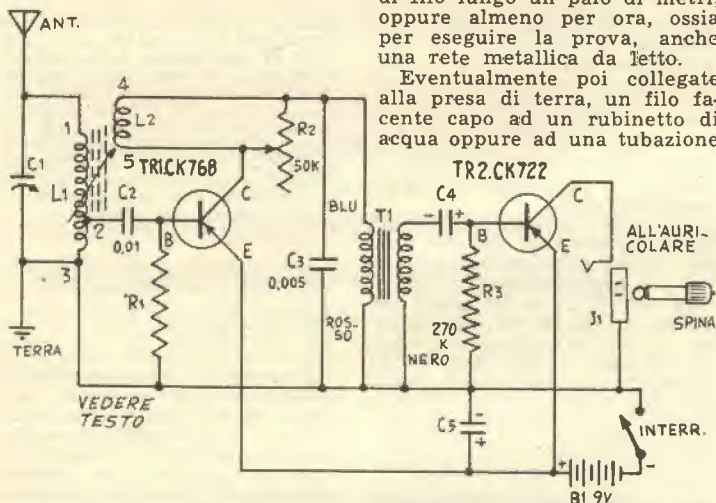 di filo lungo un paio di metri,
oppure almeno per ora, ossia
per eseguire la prova, anche
una rete metallica da letto.
Eventualmente poi collegate
alla presa di terra, un filo fa-
cente capo ad un rubinetto di
acqua oppure ad una tubazione
ANT.
C1
1
L1
2
3
4
L2
5
TR1.CK768
C2
0,01
B
C
E
R1
R2
50K
C3
0,005
BLU
T1
ROS-
SO
NERO
TR2.CK722
C4
- +
B
C
E
R3
270
K
ALL'AURI-
COLARE
J1
SPINA
TERRA
VEDERE
TESTO
C5
-
+
INTERR.
+
-
B1 9V